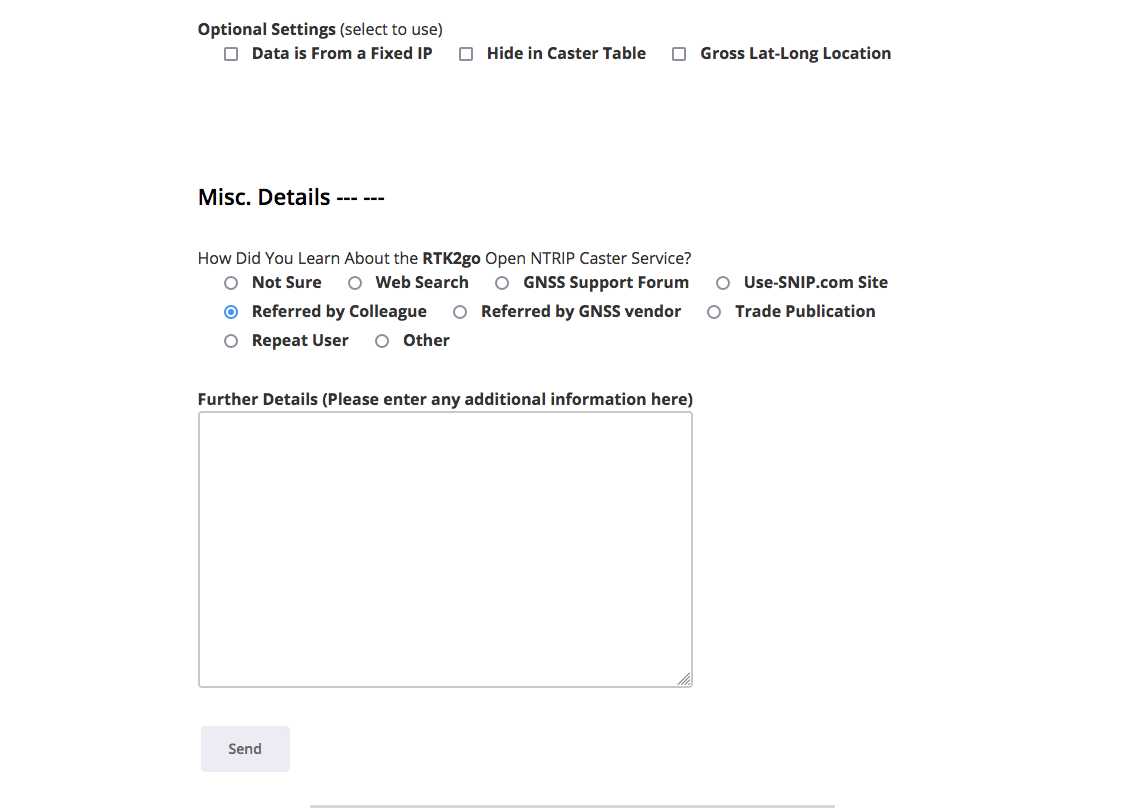 Optional Settings (select to use)
Data is From a Fixed IP Hide in Caster Table Gross Lat-Long Location
Misc. Details --- ---
How Did You Learn About the RTK2go Open NTRIP Caster Service?
Not Sure Web Search GNSS Support Forum Use-SNIP.com Site
Referred by Colleague Referred by GNSS vendor Trade Publication
Repeat User Other
Further Details (Please enter any additional information here)
Send